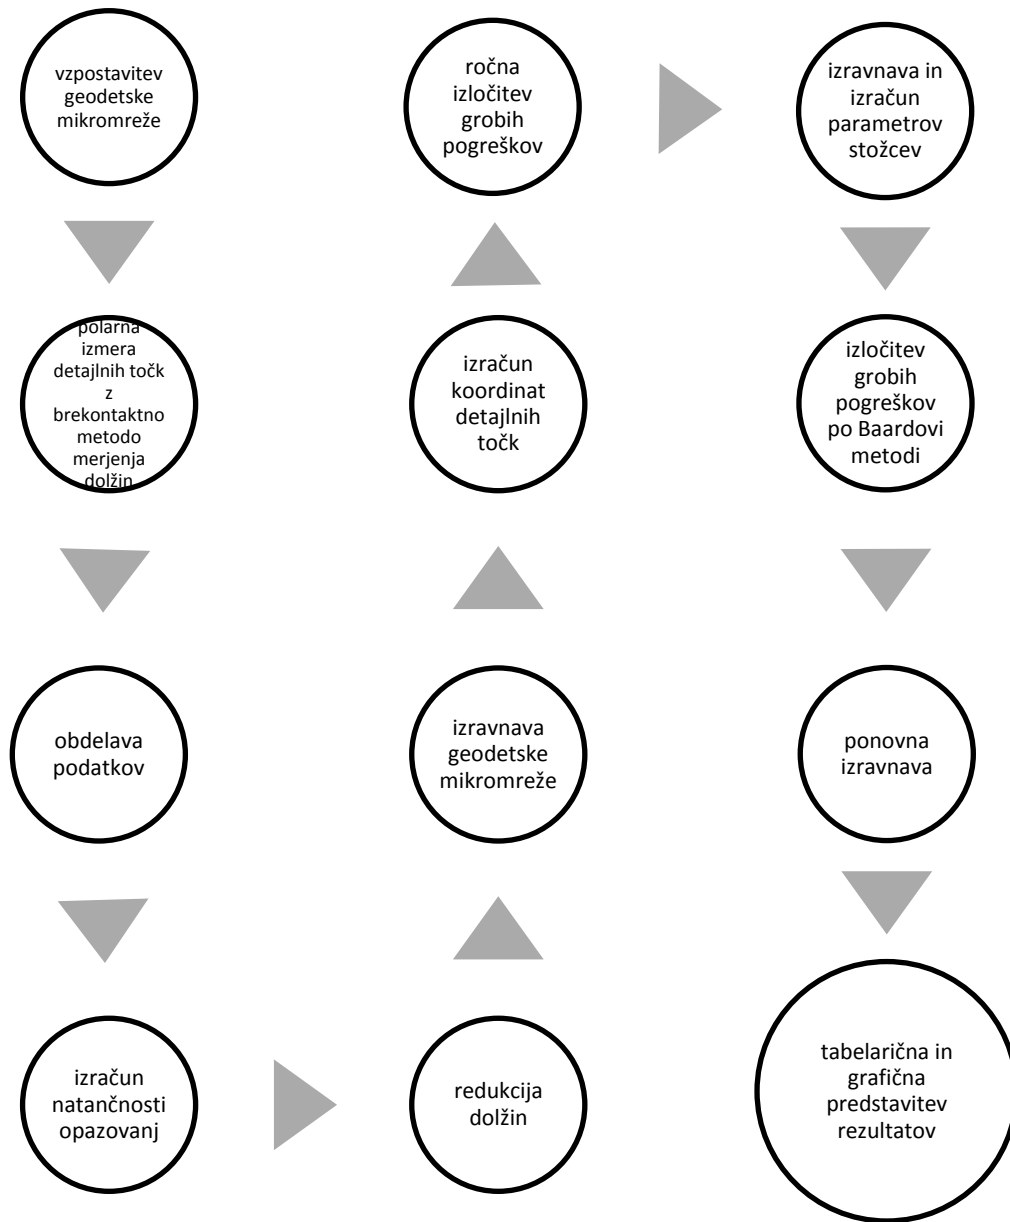 vzpostavitev
geodetske
mikromreže
polarna
izmera
detajlnih točk
z
brekontaktno
metodo
merjenja
dolžin
obdelava
podatkov
izračun
natančnosti
opazovanj
redukcija
dolžin
izravnava
geodetske
mikromreže
izračun
koordinat
detajlnih
točk
ročna
izločitev
grobih
pogreškov
izravnava in
izračun
parametrov
stožcev
izločitev
grobih
pogreškov
po Baardovi
metodi
ponovna
izravnava
tabelarična in
grafična
predstavitev
rezultatov